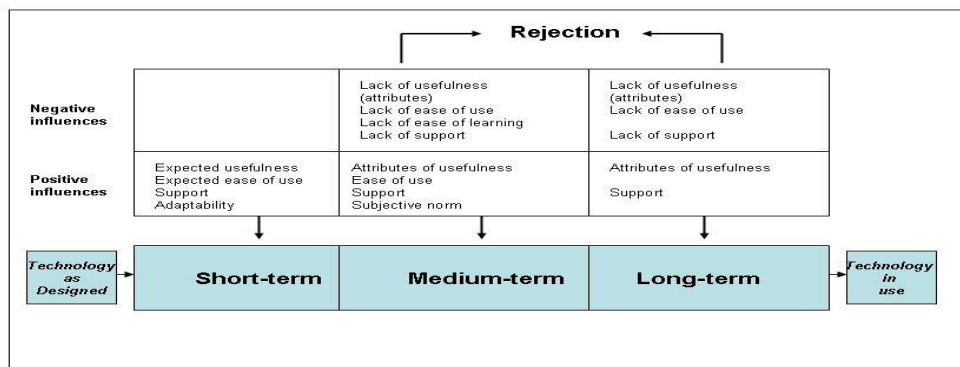 Rejection
Negative
influences
Lack of usefulness
(attributes)
Lack of ease of use
Lack of ease of learning
Lack of support
Lack of usefulness
(attributes)
Lack of ease of use
Lack of support
Positive
influences
Expected usefulness
Expected ease of use
Support
Adaptability
Attributes of usefulness
Ease of use
Support
Subjective norm
Attributes of usefulness
Support
Technology
as
Designed
Short-term
Medium-term
Long-term
Technology
in
use